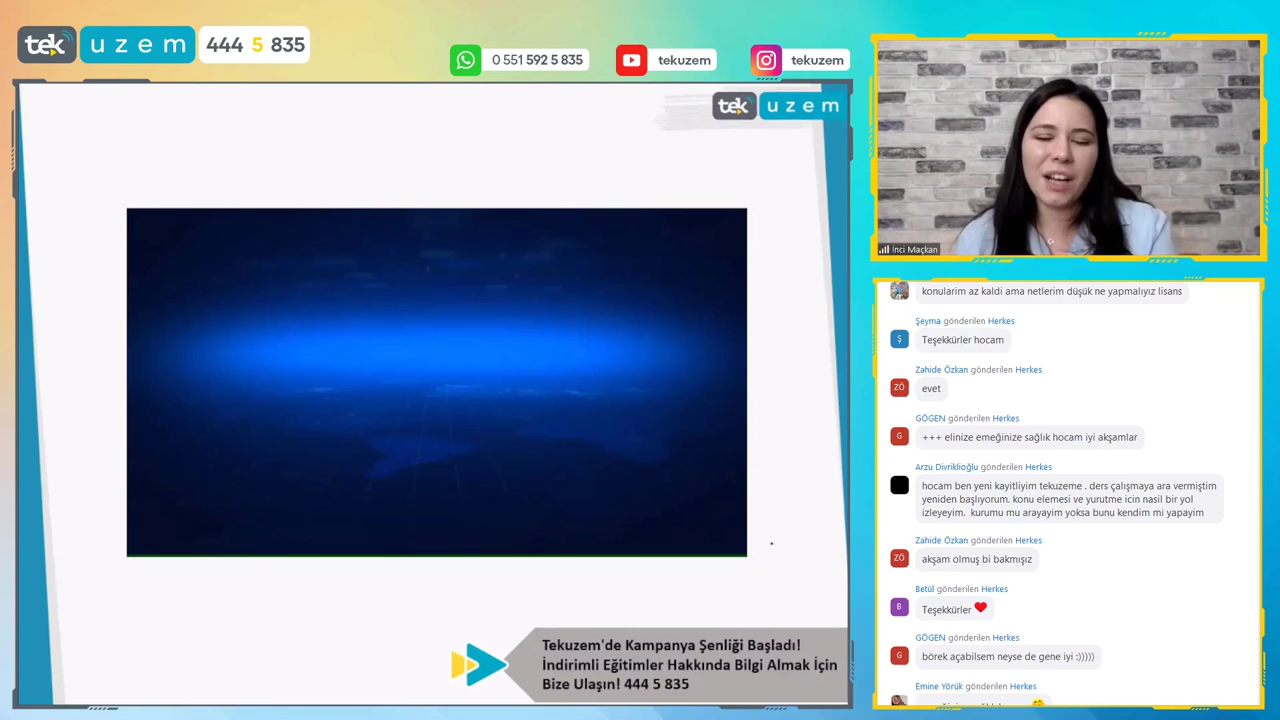 tek uzem 444 5 835
0 551 592 5 835
tekuzem
tekuzem
tek uzem
Tekuzem'de Kampanya Şenliği Başladı!
İndirimli Eğitimler Hakkında Bilgi Almak İçin
Bize Ulaşın! 444 5 835
İnci Maçkan
konularim az kaldi ama netlerim düşük ne yapmalıyız lisans
Şeyma gönderilen Herkes
Ş
Teşekkürler hocam
Zahide Özkan gönderilen Herkes
ZÖ
evet
GÖGEN gönderilen Herkes
G
+++ elinize emeğinize sağlık hocam iyi akşamlar
Arzu Divriklioğlu gönderilen Herkes
hocam ben yeni kayitliyim tekuzeme . ders çalışmaya ara vermiştim
yeniden başlıyorum. konu elemesi ve yurutme icin nasil bir yol
izleyeyim. kurumu mu arayayim yoksa bunu kendim mi yapayim
Zahide Özkan gönderilen Herkes
ZÖ
akşam olmuş bi bakmışız
Betül gönderilen Herkes
B
Teşekkürler ❤
GÖGEN gönderilen Herkes
G
börek açabilsem neyse de gene iyi :)))))
Emine Yörük gönderilen Herkes